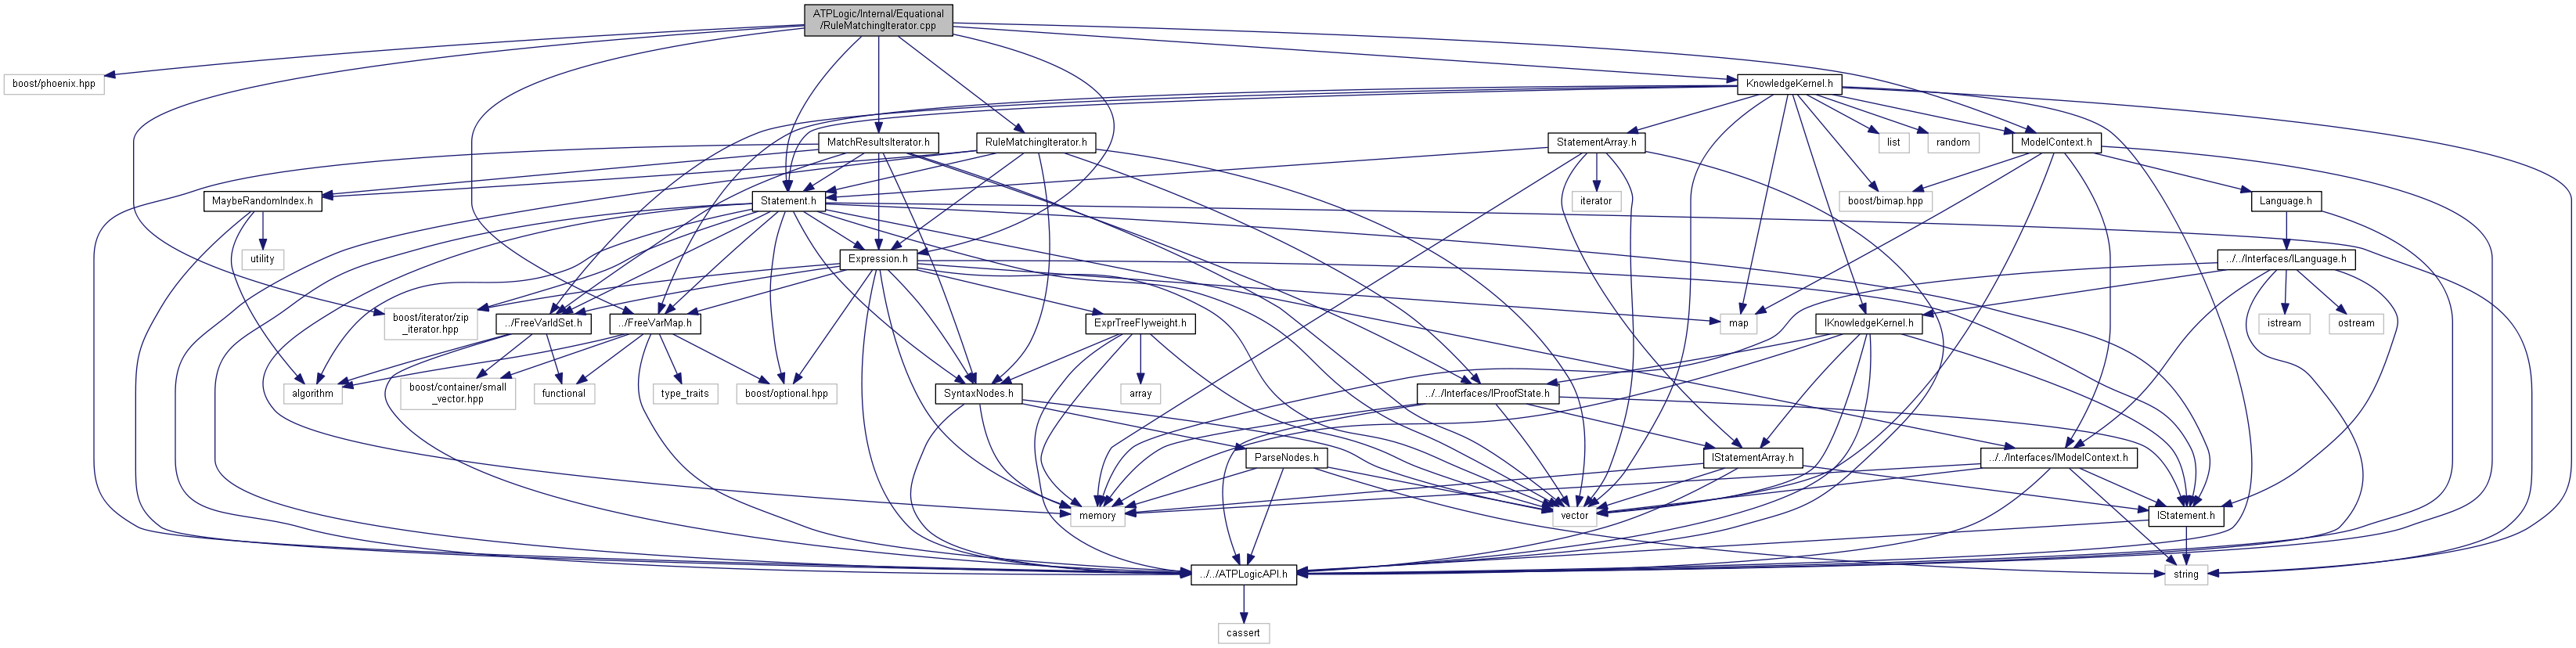 ATPLogic/Internal/Equational
/RuleMatchingIterator.cpp
boost/phoenix.hpp
KnowledgeKernel.h
MatchResultsIterator.h
RuleMatchingIterator.h
StatementArray.h
list
random
ModelContext.h
MaybeRandomIndex.h
Statement.h
iterator
boost/bimap.hpp
Language.h
utility
Expression.h
../../Interfaces/ILanguage.h
boost/iterator/zip
_iterator.hpp
../FreeVarIdSet.h
../FreeVarMap.h
ExprTreeFlyweight.h
map
IKnowledgeKernel.h
istream
ostream
algorithm
boost/container/small
_vector.hpp
functional
type_traits
boost/optional.hpp
SyntaxNodes.h
array
../../Interfaces/IProofState.h
ParseNodes.h
IStatementArray.h
../../Interfaces/IModelContext.h
memory
vector
IStatement.h
../../ATPLogicAPI.h
string
cassert